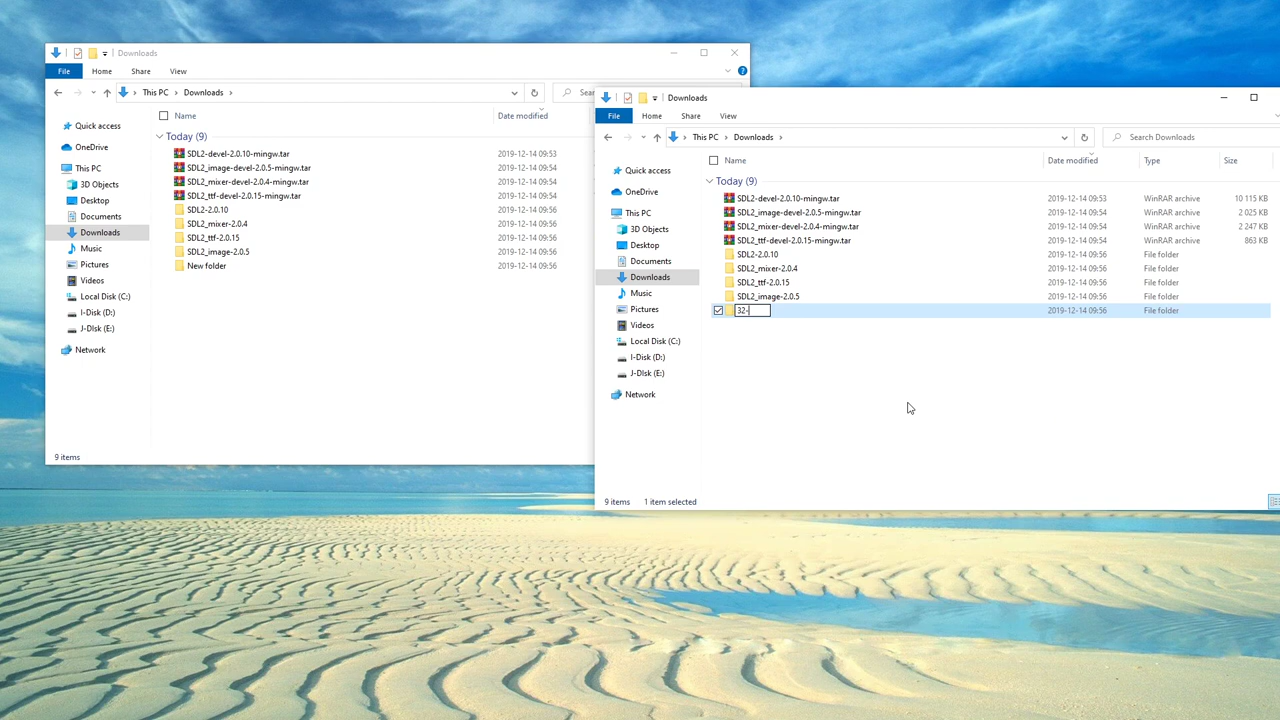 Downloads
File Home Share View
This PC > Downloads >
Sear
Name Date modified
Today (9)
SDL2-devel-2.0.10-mingw.tar 2019-12-14 09:53
SDL2_image-devel-2.0.5-mingw.tar 2019-12-14 09:54
SDL2_mixer-devel-2.0.4-mingw.tar 2019-12-14 09:54
SDL2_ttf-devel-2.0.15-mingw.tar 2019-12-14 09:54
SDL2-2.0.10 2019-12-14 09:56
SDL2_mixer-2.0.4 2019-12-14 09:56
SDL2_ttf-2.0.15 2019-12-14 09:56
SDL2_image-2.0.5 2019-12-14 09:56
New folder 2019-12-14 09:56
Quick access
OneDrive
This PC
3D Objects
Desktop
Documents
Downloads
Music
Pictures
Videos
Local Disk (C:)
I-Disk (D:)
J-DIsk (E:)
Network
9 items
Downloads
File Home Share View
This PC > Downloads >
Search Downloads
Name Date modified Type Size
Today (9)
SDL2-devel-2.0.10-mingw.tar 2019-12-14 09:53 WinRAR archive 10 115 KB
SDL2_image-devel-2.0.5-mingw.tar 2019-12-14 09:54 WinRAR archive 2 025 KB
SDL2_mixer-devel-2.0.4-mingw.tar 2019-12-14 09:54 WinRAR archive 2 247 KB
SDL2_ttf-devel-2.0.15-mingw.tar 2019-12-14 09:54 WinRAR archive 863 KB
SDL2-2.0.10 2019-12-14 09:56 File folder
SDL2_mixer-2.0.4 2019-12-14 09:56 File folder
SDL2_ttf-2.0.15 2019-12-14 09:56 File folder
SDL2_image-2.0.5 2019-12-14 09:56 File folder
32- 2019-12-14 09:56 File folder
Quick access
OneDrive
This PC
3D Objects
Desktop
Documents
Downloads
Music
Pictures
Videos
Local Disk (C:)
I-Disk (D:)
J-DIsk (E:)
Network
9 items 1 item selected